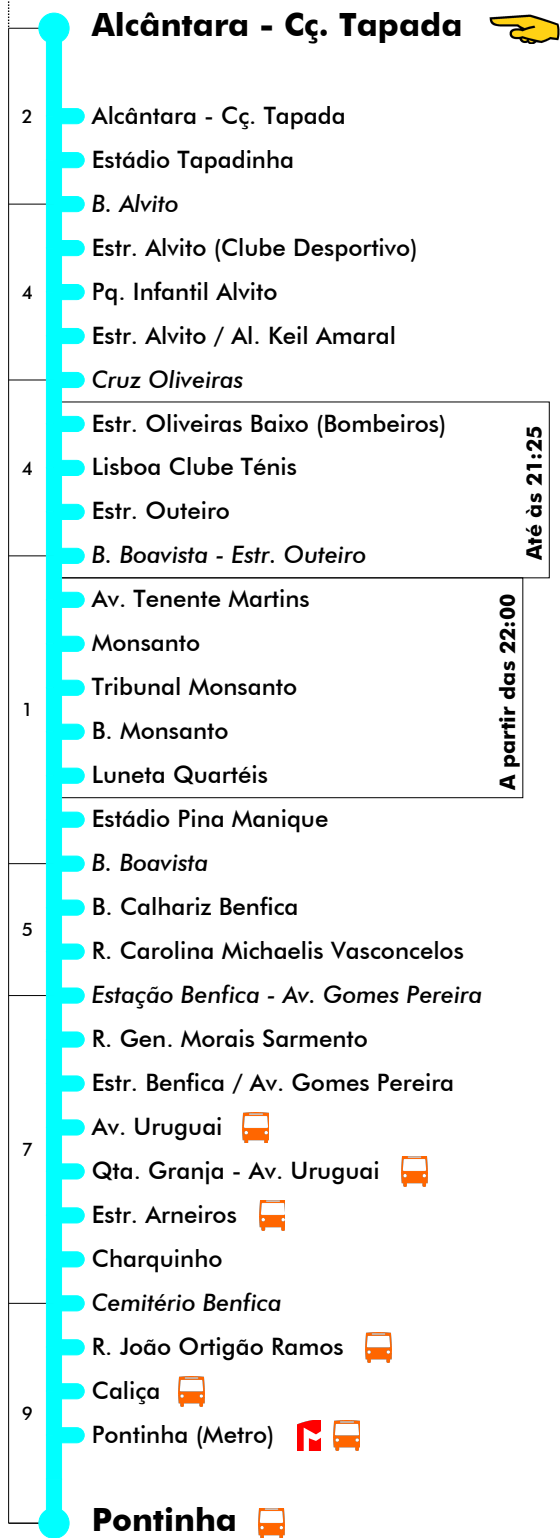 Alcântara - Cç. Tapada
2
Alcântara - Cç. Tapada
Estádio Tapadinha
B. Alvito
Estr. Alvito (Clube Desportivo)
4
Pq. Infantil Alvito
Estr. Alvito / Al. Keil Amaral
Cruz Oliveiras
Estr. Oliveiras Baixo (Bombeiros)
4
Lisboa Clube Ténis
Estr. Outeiro
B. Boavista - Estr. Outeiro
Até às 21:25
Av. Tenente Martins
Monsanto
Tribunal Monsanto
1
B. Monsanto
Luneta Quartéis
A partir das 22:00
Estádio Pina Manique
B. Boavista
B. Calhariz Benfica
5
R. Carolina Michaelis Vasconcelos
Estação Benfica - Av. Gomes Pereira
R. Gen. Morais Sarmento
Estr. Benfica / Av. Gomes Pereira
Av. Uruguai
7
Qta. Granja - Av. Uruguai
Estr. Arneiros
Charquinho
Cemitério Benfica
R. João Ortigão Ramos
Caliça
9
Pontinha (Metro)
Pontinha